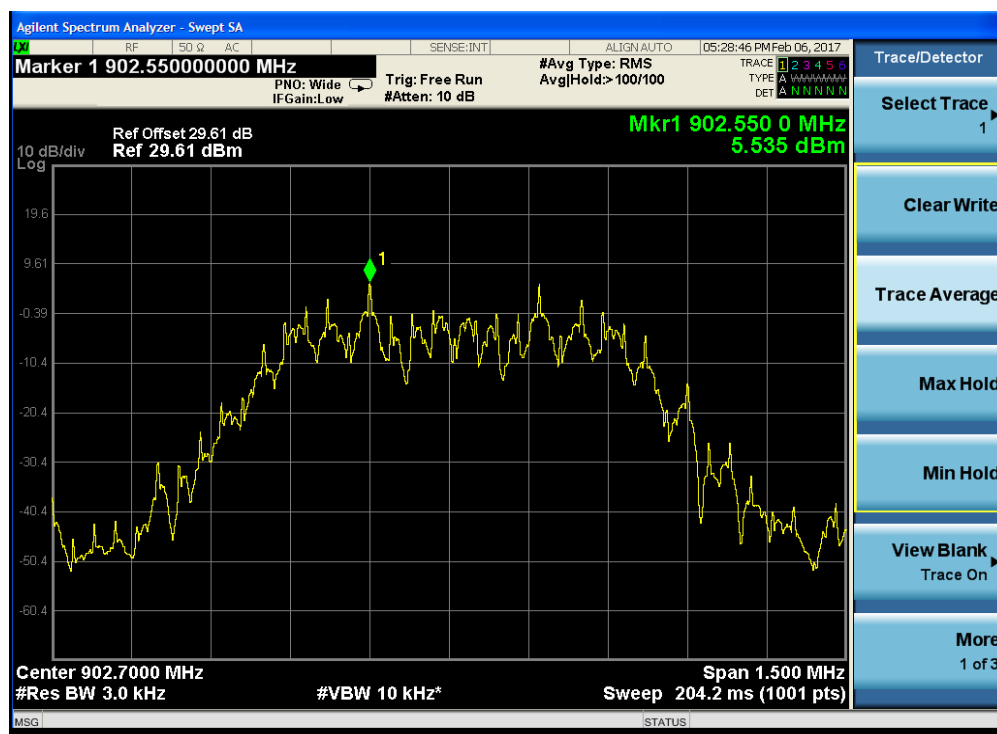 Agilent Spectrum Analyzer - Swept SA
LXI RF 50 Ω AC SENSE:INT ALIGN AUTO 05:28:46 PM Feb 06, 2017
Marker 1 902.550000000 MHz
PNO: Wide
IFGain:Low
Trig: Free Run
#Atten: 10 dB
#Avg Type: RMS
Avg|Hold:>100/100
TRACE 1 2 3 4 5 6
TYPE A WWWWW
DET A N N N N N
Mkr1 902.550 0 MHz
5.535 dBm
Ref Offset 29.61 dB
Ref 29.61 dBm
10 dB/div
Log
19.6
9.61
-0.39
-10.4
-20.4
-30.4
-40.4
-50.4
-60.4
1
Center 902.7000 MHz
Span 1.500 MHz
#Res BW 3.0 kHz
#VBW 10 kHz*
Sweep 204.2 ms (1001 pts)
MSG
STATUS
Trace/Detector
Select Trace
1
Clear Write
Trace Average
Max Hold
Min Hold
View Blank
Trace On
More
1 of 3